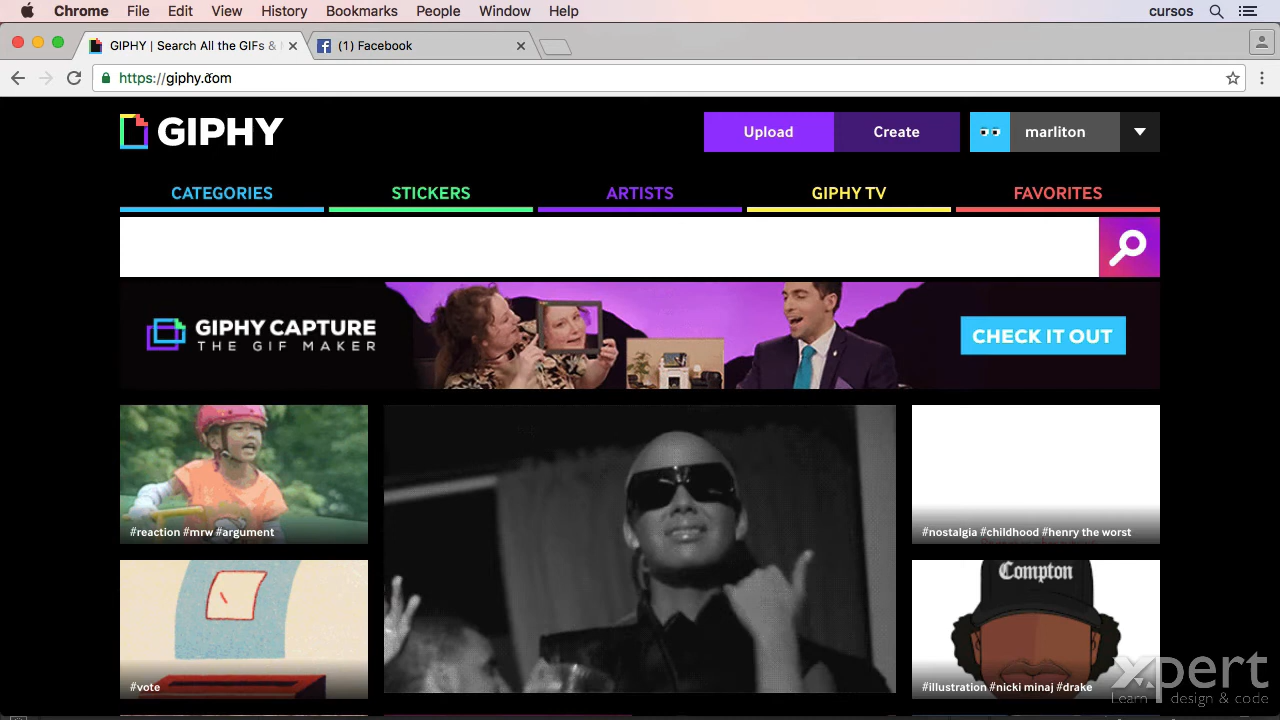 Chrome File Edit View History Bookmarks People Window Help cursos
GIPHY | Search All the GIFs & (1) Facebook
https://giphy.com
GIPHY Upload Create marliton
CATEGORIES STICKERS ARTISTS GIPHY TV FAVORITES
GIPHY CAPTURE
THE GIF MAKER
CHECK IT OUT
#reaction #mrw #argument
#nostalgia #childhood #henry the worst
Compton
#vote
#illustration #nicki minaj #drake
xpert
Learn design & code